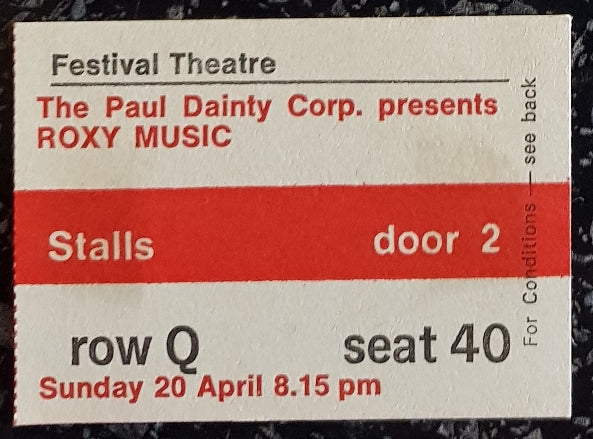 Festival Theatre
The Paul Dainty Corp. presents
ROXY MUSIC
Stalls door 2
row Q seat 40
Sunday 20 April 8.15 pm
For Conditions — see back